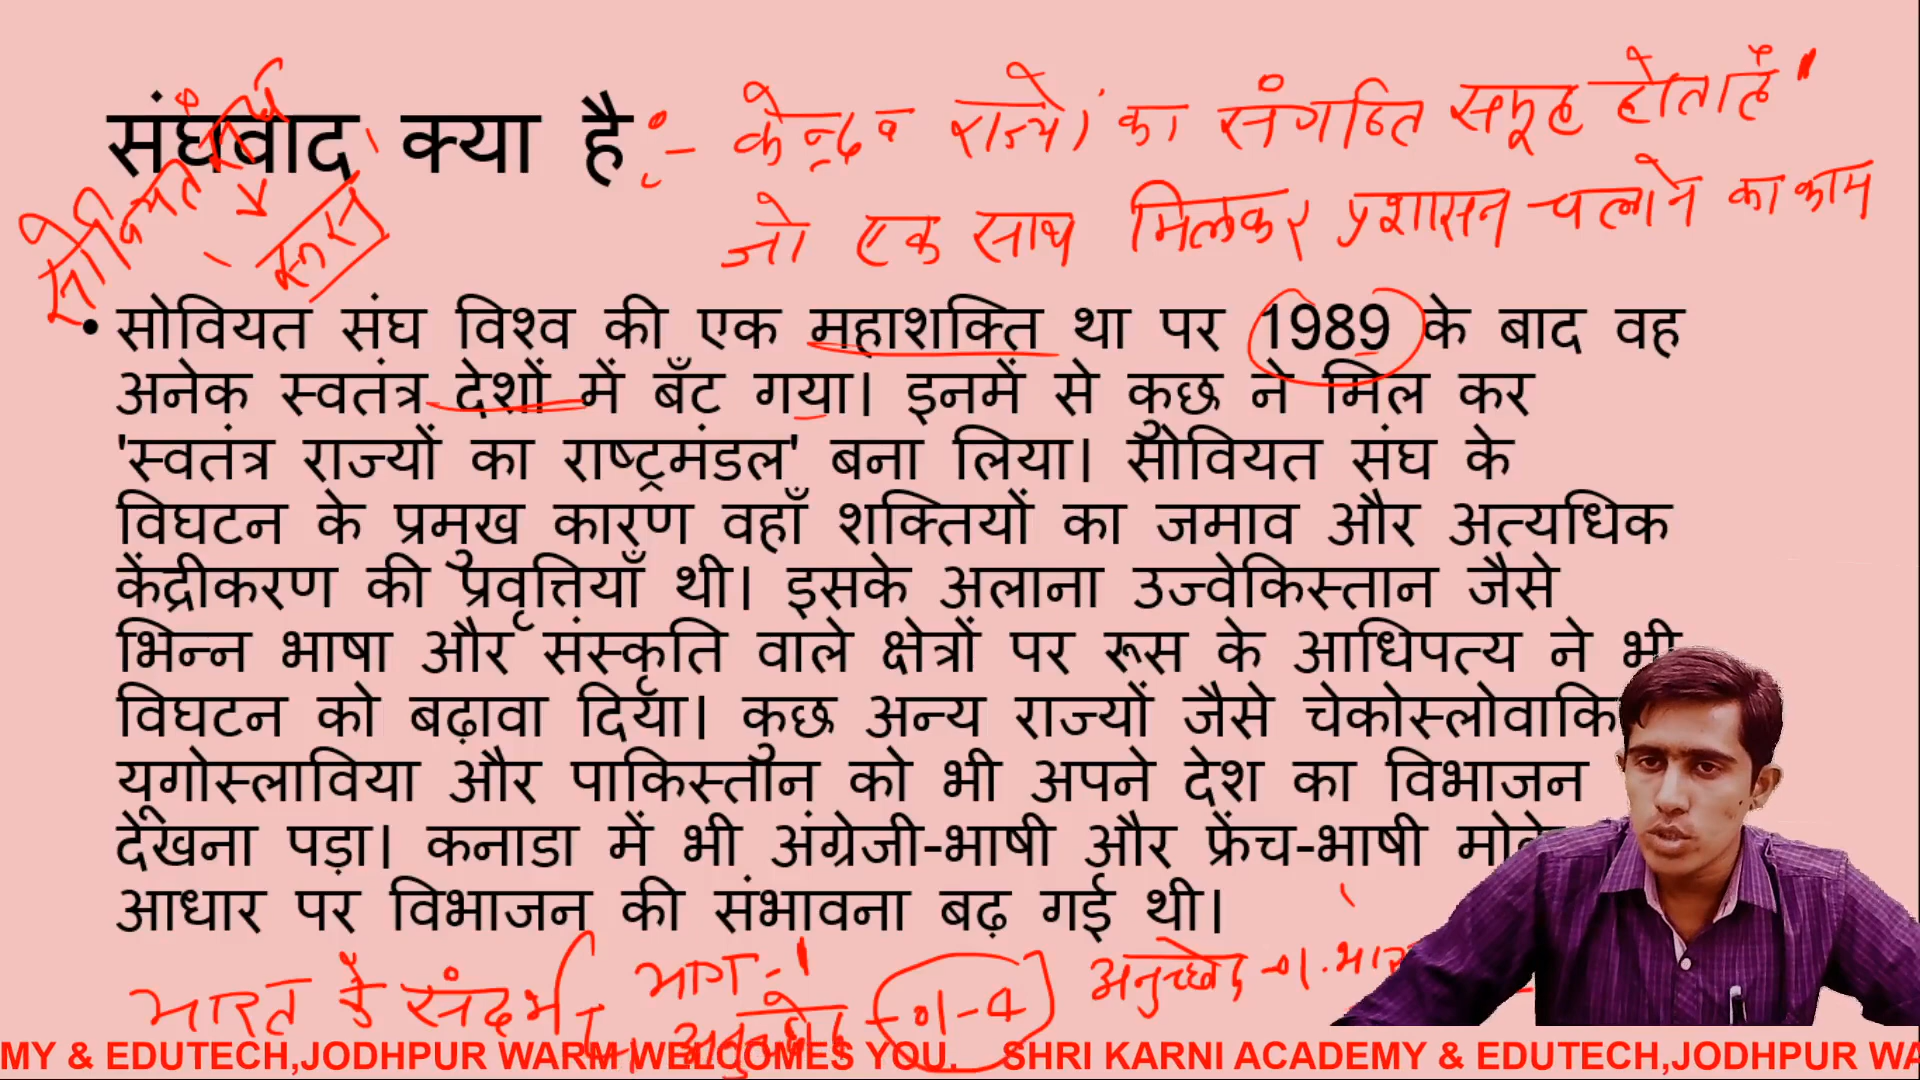 संघवाद क्या है :- केन्द्र व राज्यों का संगठित समूह होता है
जो एक साथ मिलकर प्रशासन चलाने का काम
सोवियत संघ
रूस
• सोवियत संघ विश्व की एक महाशक्ति था पर 1989 के बाद वह
अनेक स्वतंत्र देशों में बँट गया। इनमें से कुछ ने मिल कर
'स्वतंत्र राज्यों का राष्ट्रमंडल' बना लिया। सोवियत संघ के
विघटन के प्रमुख कारण वहाँ शक्तियों का जमाव और अत्यधिक
केंद्रीकरण की प्रवृत्तियाँ थी। इसके अलाना उज्वेकिस्तान जैसे
भिन्न भाषा और संस्कृति वाले क्षेत्रों पर रूस के आधिपत्य ने भी
विघटन को बढ़ावा दिया। कुछ अन्य राज्यों जैसे
यूगोस्लाविया और पाकिस्तान को भी अपने देश का विभाजन
देखना पड़ा। कनाडा में भी अंग्रेजी-भाषी और फ्रेंच-भाषी
आधार पर विभाजन की संभावना बढ़ गई थी।
भारत के संदर्भ भाग -1 अनुच्छेद -01.
अनुच्छेद - 01-4
MY & EDUTECH,JODHPUR WARM WELCOMES YOU. SHRI KARNI ACADEMY & EDUTECH,JODHPUR WA